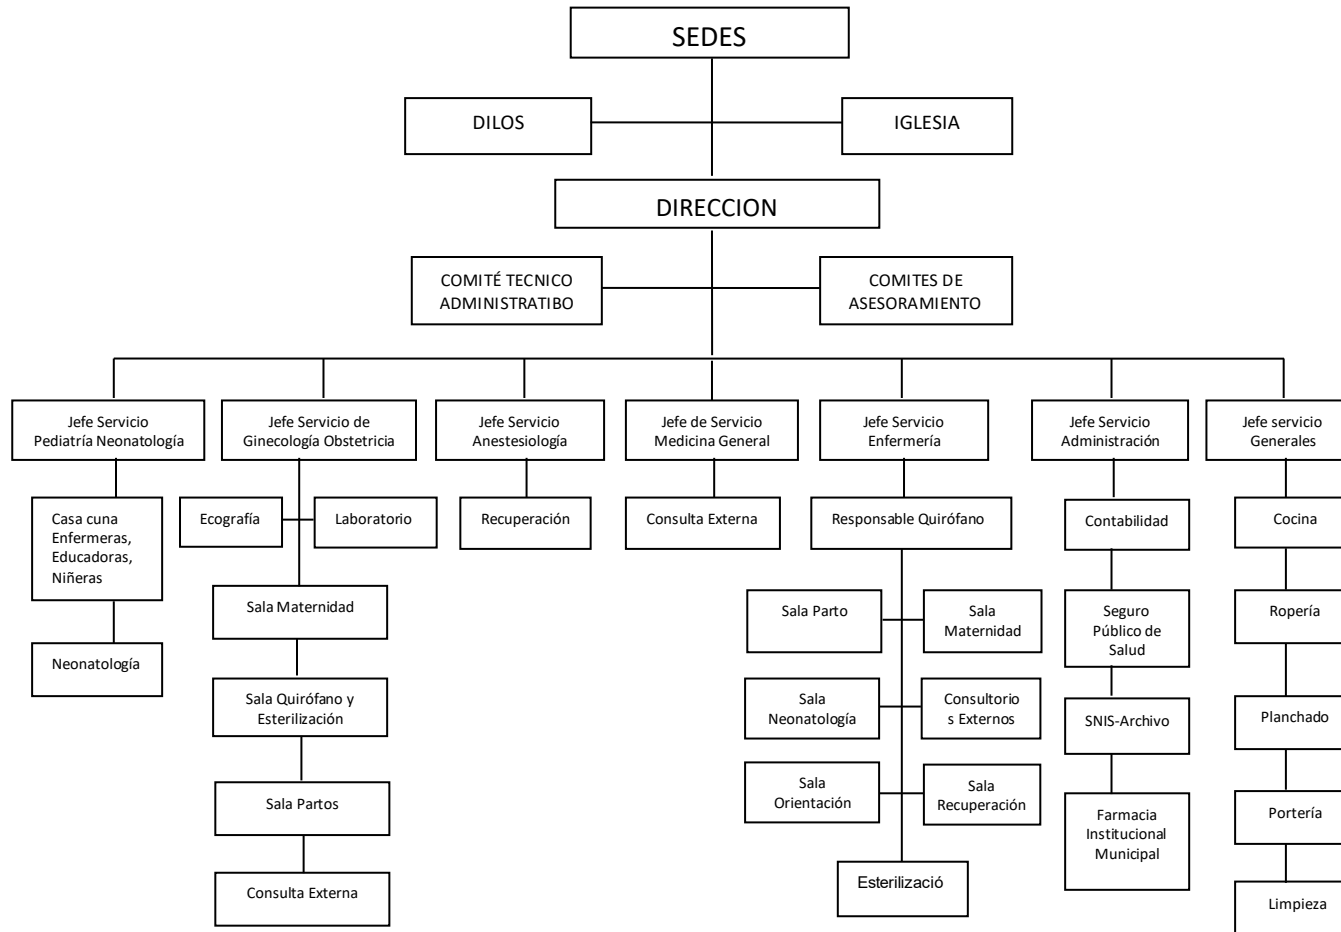 SEDES
DILOS
IGLESIA
DIRECCION
COMITÉ TECNICO
ADMINISTRATIBO
COMITES DE
ASESORAMIENTO
Jefe Servicio
Pediatría Neonatología
Jefe Servicio de
Ginecología Obstetricia
Jefe Servicio
Anestesiología
Jefe de Servicio
Medicina General
Jefe Servicio
Enfermería
Jefe Servicio
Administración
Jefe servicio
Generales
Casa cuna
Enfermeras,
Educadoras,
Niñeras
Neonatología
Ecografía
Laboratorio
Sala Maternidad
Sala Quirófano y
Esterilización
Sala Partos
Consulta Externa
Recuperación
Consulta Externa
Responsable Quirófano
Sala Parto
Sala
Maternidad
Sala
Neonatología
Consultorio
s Externos
Sala
Orientación
Sala
Recuperación
Esterilizació
Contabilidad
Seguro
Público de
Salud
SNIS-Archivo
Farmacia
Institucional
Municipal
Cocina
Ropería
Planchado
Portería
Limpieza